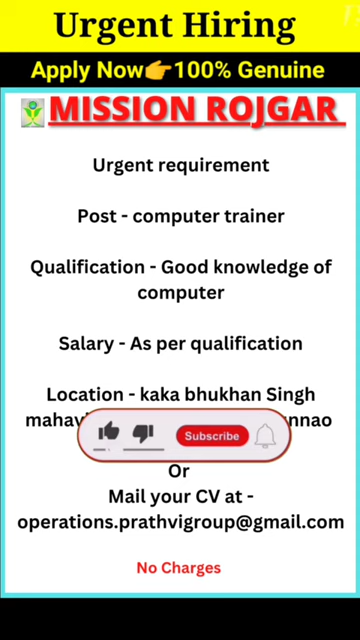 Urgent Hiring
Apply Now👉100% Genuine
MISSION ROJGAR
Urgent requirement
Post - computer trainer
Qualification - Good knowledge of
computer
Salary - As per qualification
Location - kaka bhukhan Singh
Subscribe
Or
Mail your CV at -
operations.prathvigroup@gmail.com
No Charges